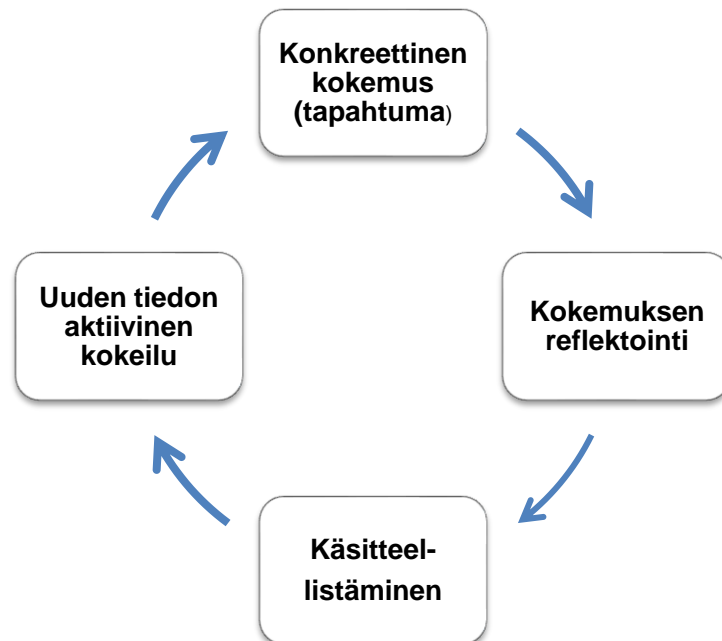 Konkreettinen
kokemus
(tapahtuma)
Kokemuksen
reflektointi
Käsitteel-
listäminen
Uuden tiedon
aktiivinen
kokeilu